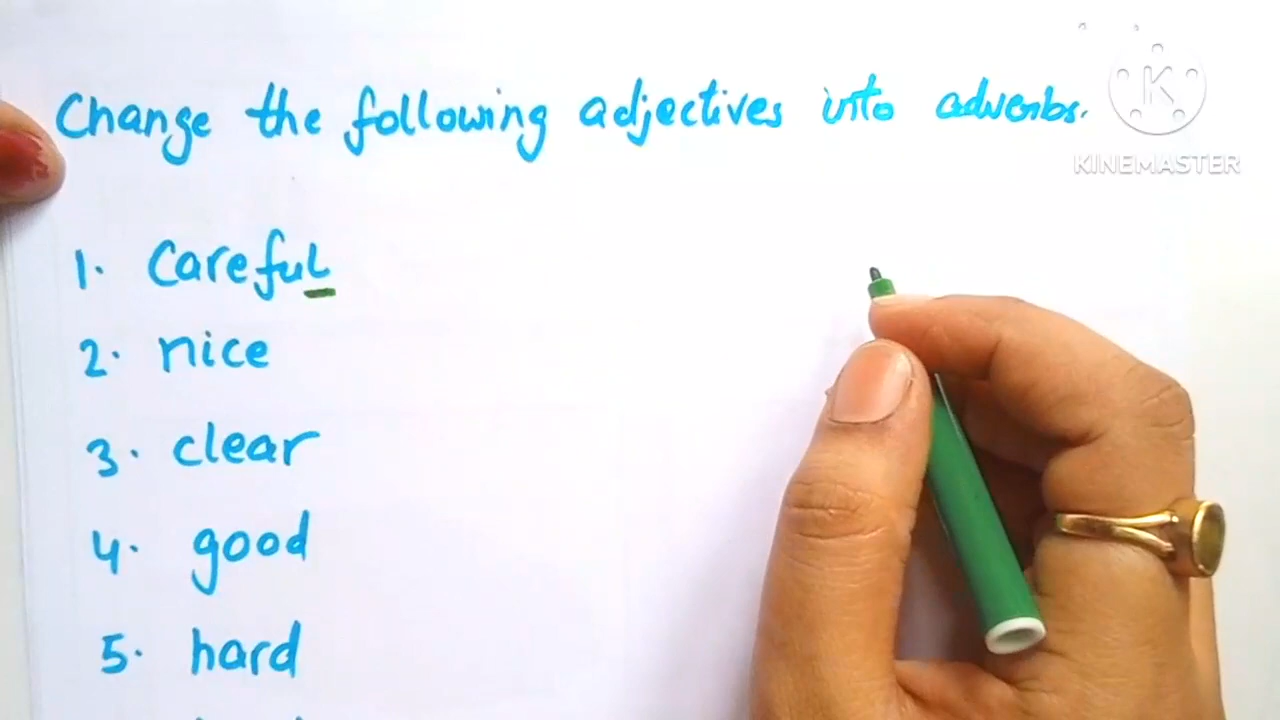 Change the following adjectives into adverbs.
K
KINEMASTER
1. Careful
2. nice
3. clear
4. good
5. hard